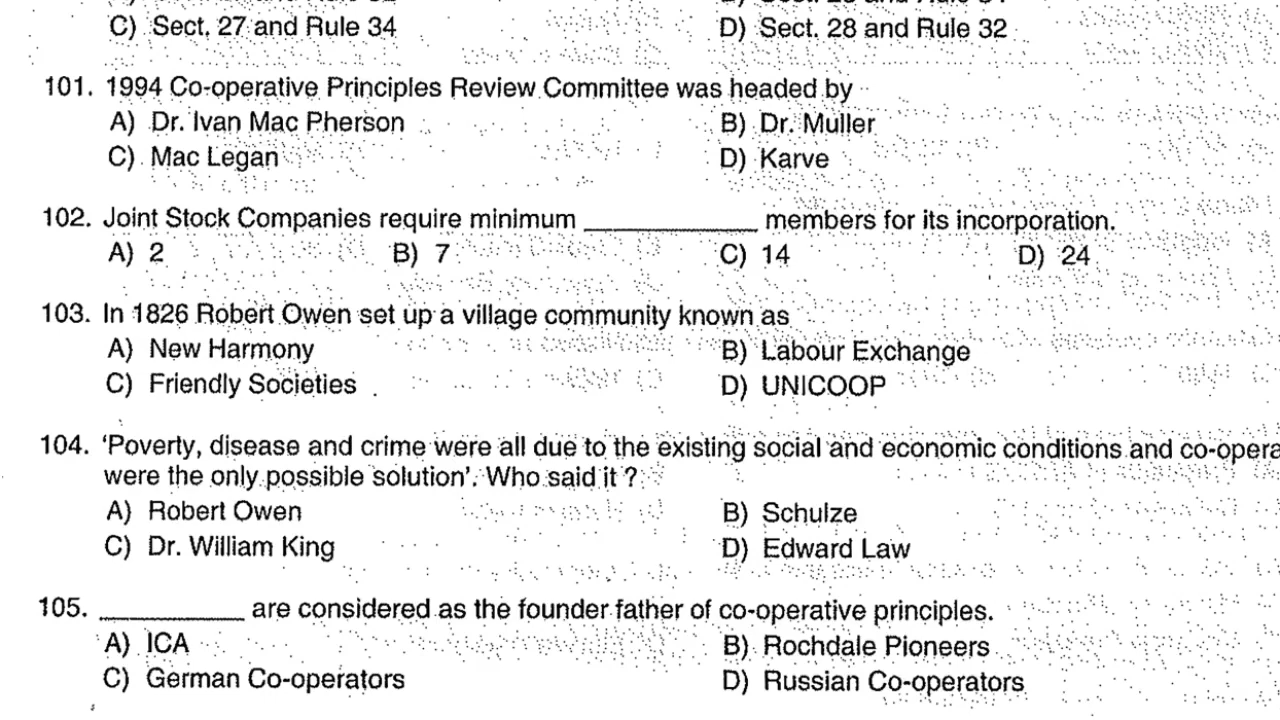 C) Sect. 27 and Rule 34 D) Sect. 28 and Rule 32
101. 1994 Co-operative Principles Review Committee was headed by
A) Dr. Ivan Mac Pherson B) Dr. Muller
C) Mac Legan D) Karve
102. Joint Stock Companies require minimum ____________ members for its incorporation.
A) 2 B) 7 C) 14 D) 24
103. In 1826 Robert Owen set up a village community known as
A) New Harmony B) Labour Exchange
C) Friendly Societies D) UNICOOP
104. ‘Poverty, disease and crime were all due to the existing social and economic conditions and co-opera
were the only possible solution’. Who said it ?
A) Robert Owen B) Schulze
C) Dr. William King D) Edward Law
105. __________ are considered as the founder father of co-operative principles.
A) ICA B) Rochdale Pioneers
C) German Co-operators D) Russian Co-operators